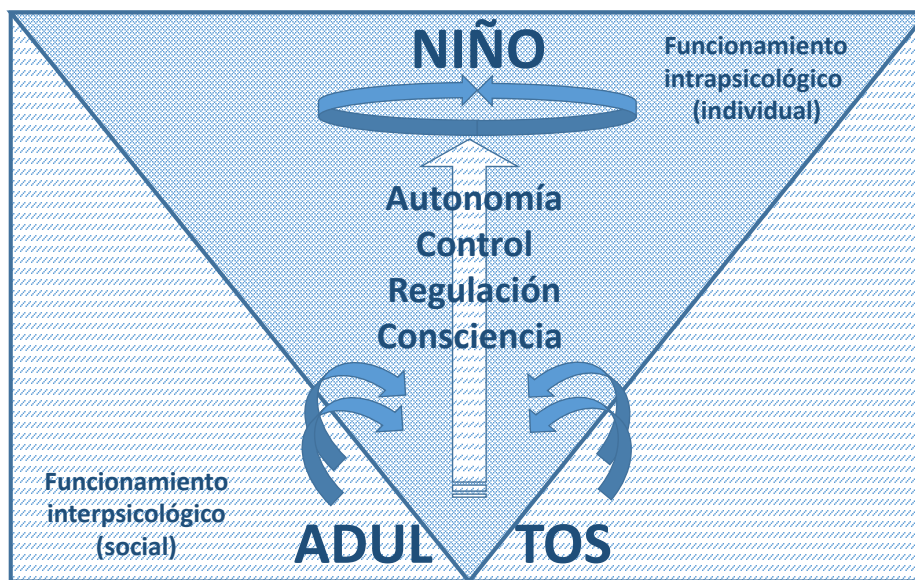 NIÑO
Funcionamiento
intrapsicológico
(individual)
Autonomía
Control
Regulación
Consciencia
Funcionamiento
interpsicológico
(social)
ADUL TOS